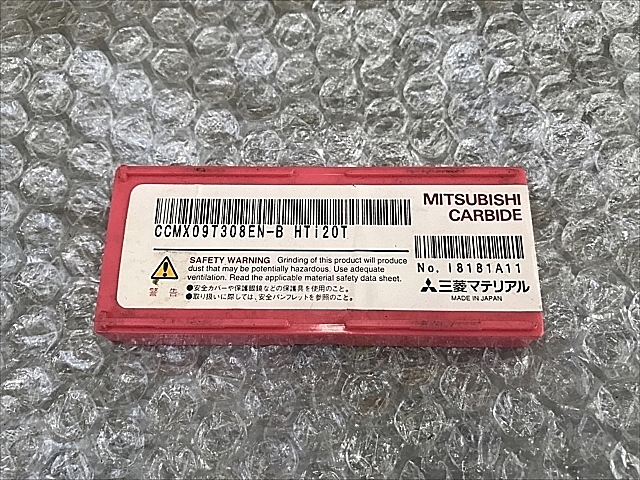 MITSUBISHI
CARBIDE
CCMX09T308EN-B HTi20T
SAFETY WARNING Grinding of this product will produce
dust that may be potentially hazardous. Use adequate
ventilation. Read the applicable material safety data sheet.
警 告
●安全カバーや保護眼鏡などの保護具を使用のこと。
●取り扱いに際しては、安全パンフレットを参照のこと。
No. I8181A11
三菱マテリアル
MADE IN JAPAN